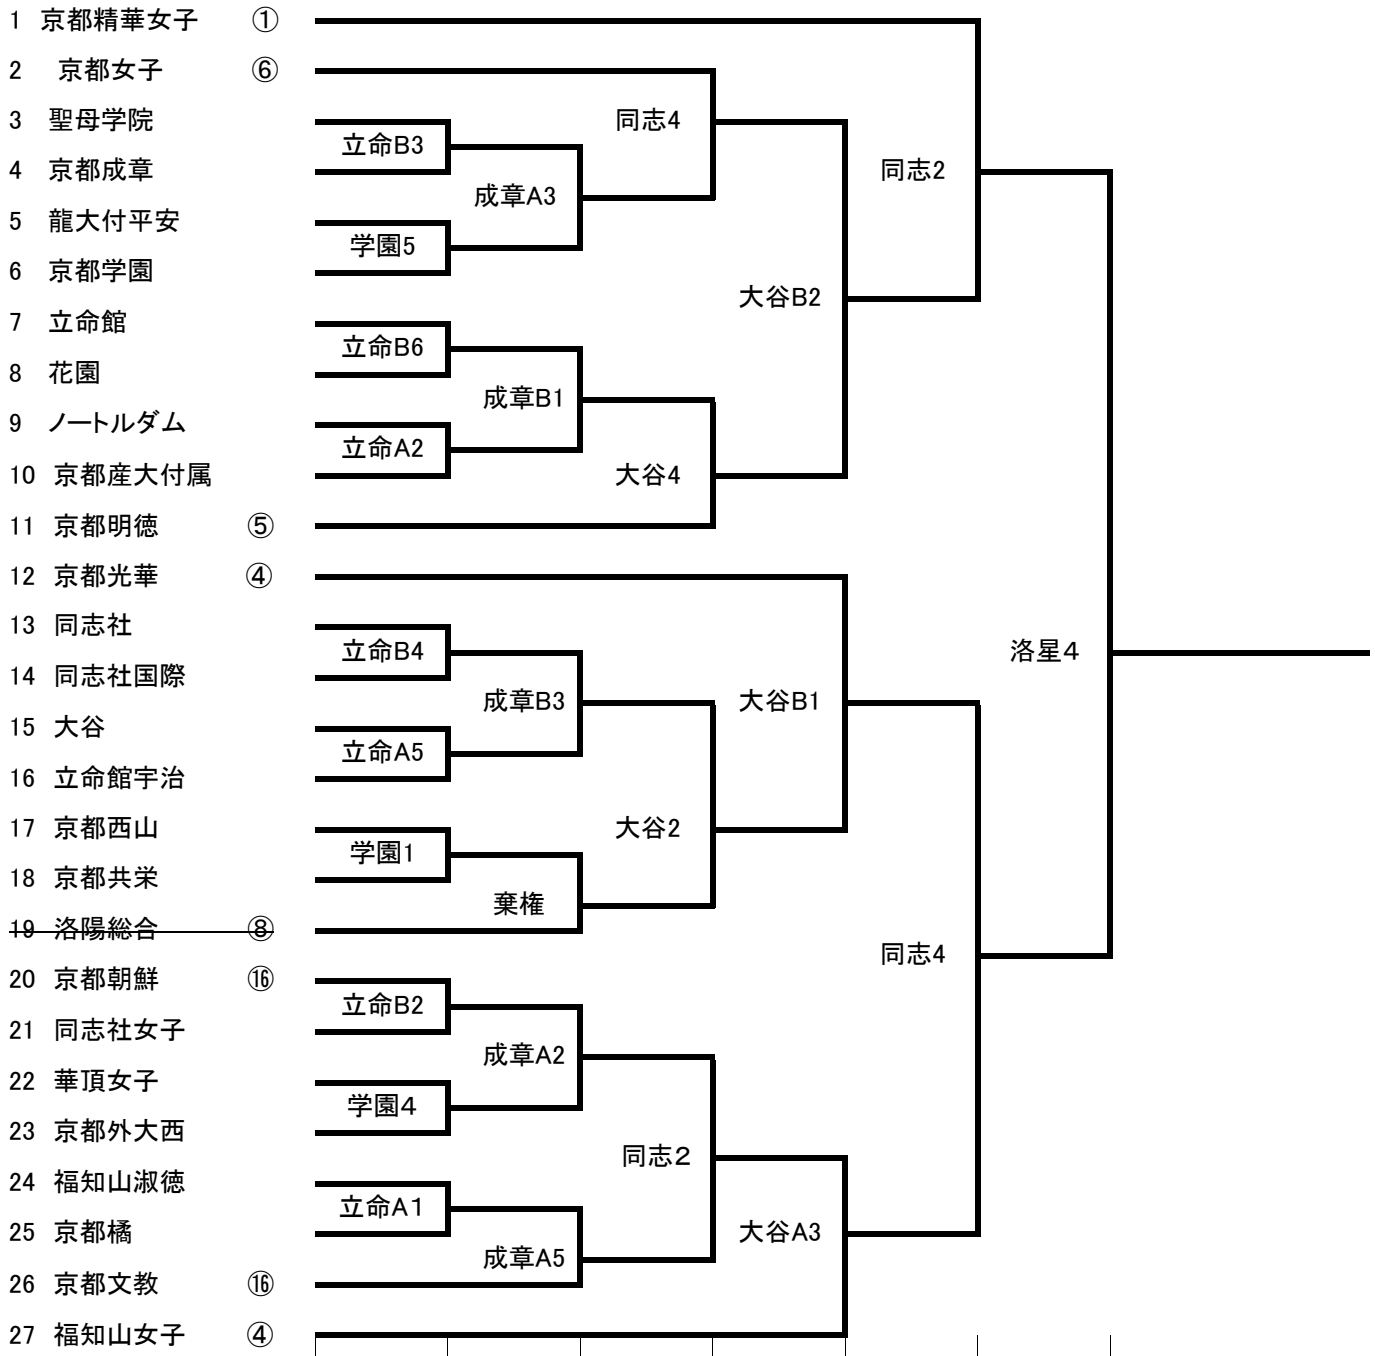 1 京都精華女子 ①
2 京都女子 ⑥
3 聖母学院 同志4
立命B3
4 京都成章 同志2
成章A3
5 龍大付平安
学園5
6 京都学園
大谷B2
7 立命館
立命B6
8 花園
成章B1
9 ノートルダム
立命A2
10 京都産大付属 大谷4
11 京都明徳 ⑤
12 京都光華 ④
13 同志社
立命B4 洛星4
14 同志社国際
成章B3 大谷B1
15 大谷
立命A5
16 立命館宇治
17 京都西山 大谷2
学園1
18 京都共栄
棄権
19 洛陽総合 ⑧
同志4
20 京都朝鮮 ⑯
立命B2
21 同志社女子
成章A2
22 華頂女子
学園4
23 京都外大西
同志2
24 福知山淑徳
立命A1
25 京都橘 大谷A3
成章A5
26 京都文教 ⑯
27 福知山女子 ④